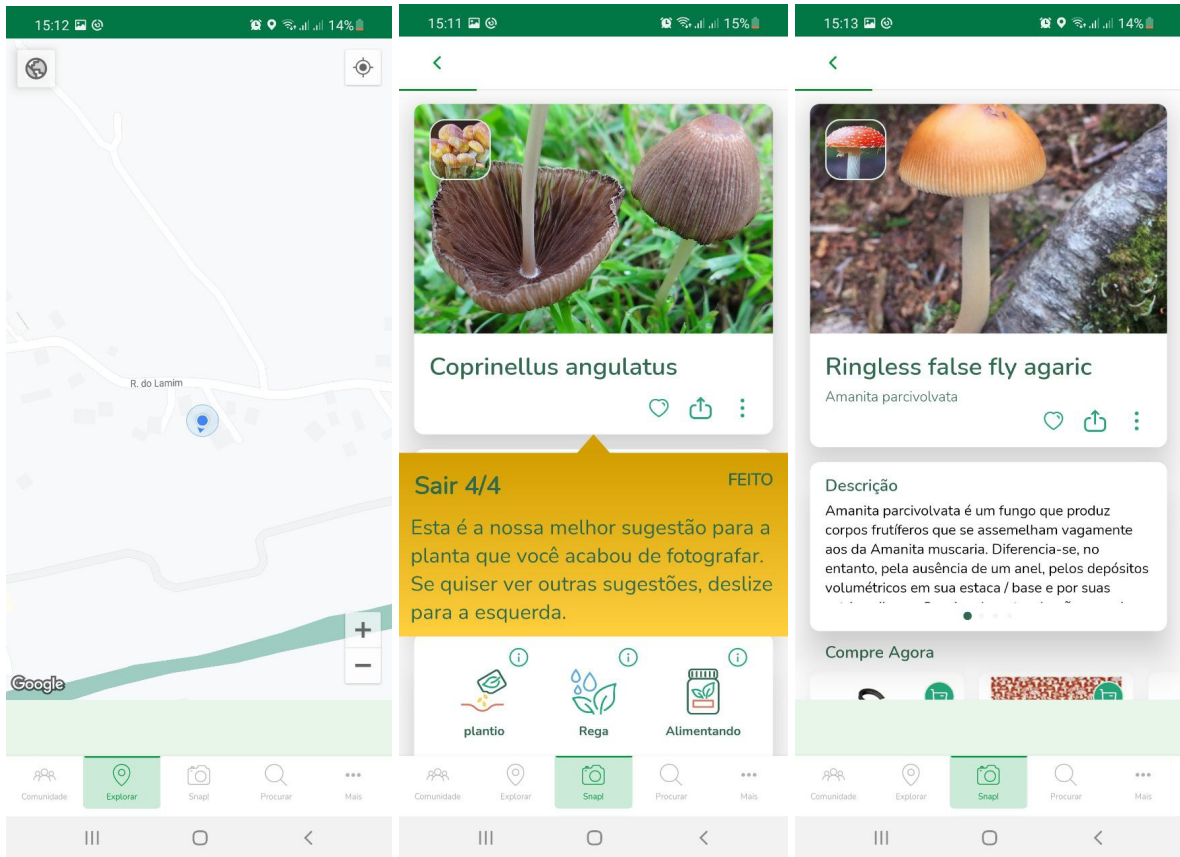 15:12
14%
R. do Lamim
Google
Comunidade
Explorar
Snap!
Procurar
Mais
15:11
15%
Coprinellus angulatus
Sair 4/4
FEITO
Esta é a nossa melhor sugestão para a
planta que você acabou de fotografar.
Se quiser ver outras sugestões, deslize
para a esquerda.
plantio
Rega
Alimentando
Comunidade
Explorar
Snap!
Procurar
Mais
15:13
14%
Ringless false fly agaric
Amanita parcivolvata
Descrição
Amanita parcivolvata é um fungo que produz
corpos frutíferos que se assemelham vagamente
aos da Amanita muscaria. Diferencia-se, no
entanto, pela ausência de um anel, pelos depósitos
volumétricos em sua estaca / base e por suas
Compre Agora
Comunidade
Explorar
Snap!
Procurar
Mais